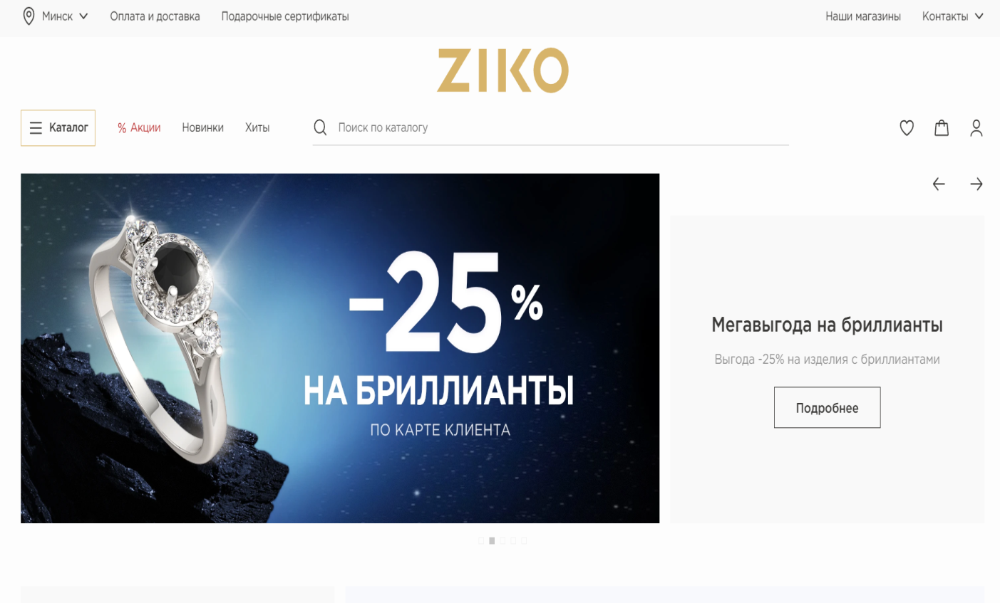 Минск
Оплата и доставка
Подарочные сертификаты
Наши магазины
Контакты
ZIKO
Каталог
% Акции
Новинки
Хиты
Поиск по каталогу
-25%
НА БРИЛЛИАНТЫ
ПО КАРТЕ КЛИЕНТА
Мегавыгода на бриллианты
Выгода -25% на изделия с бриллиантами
Подробнее